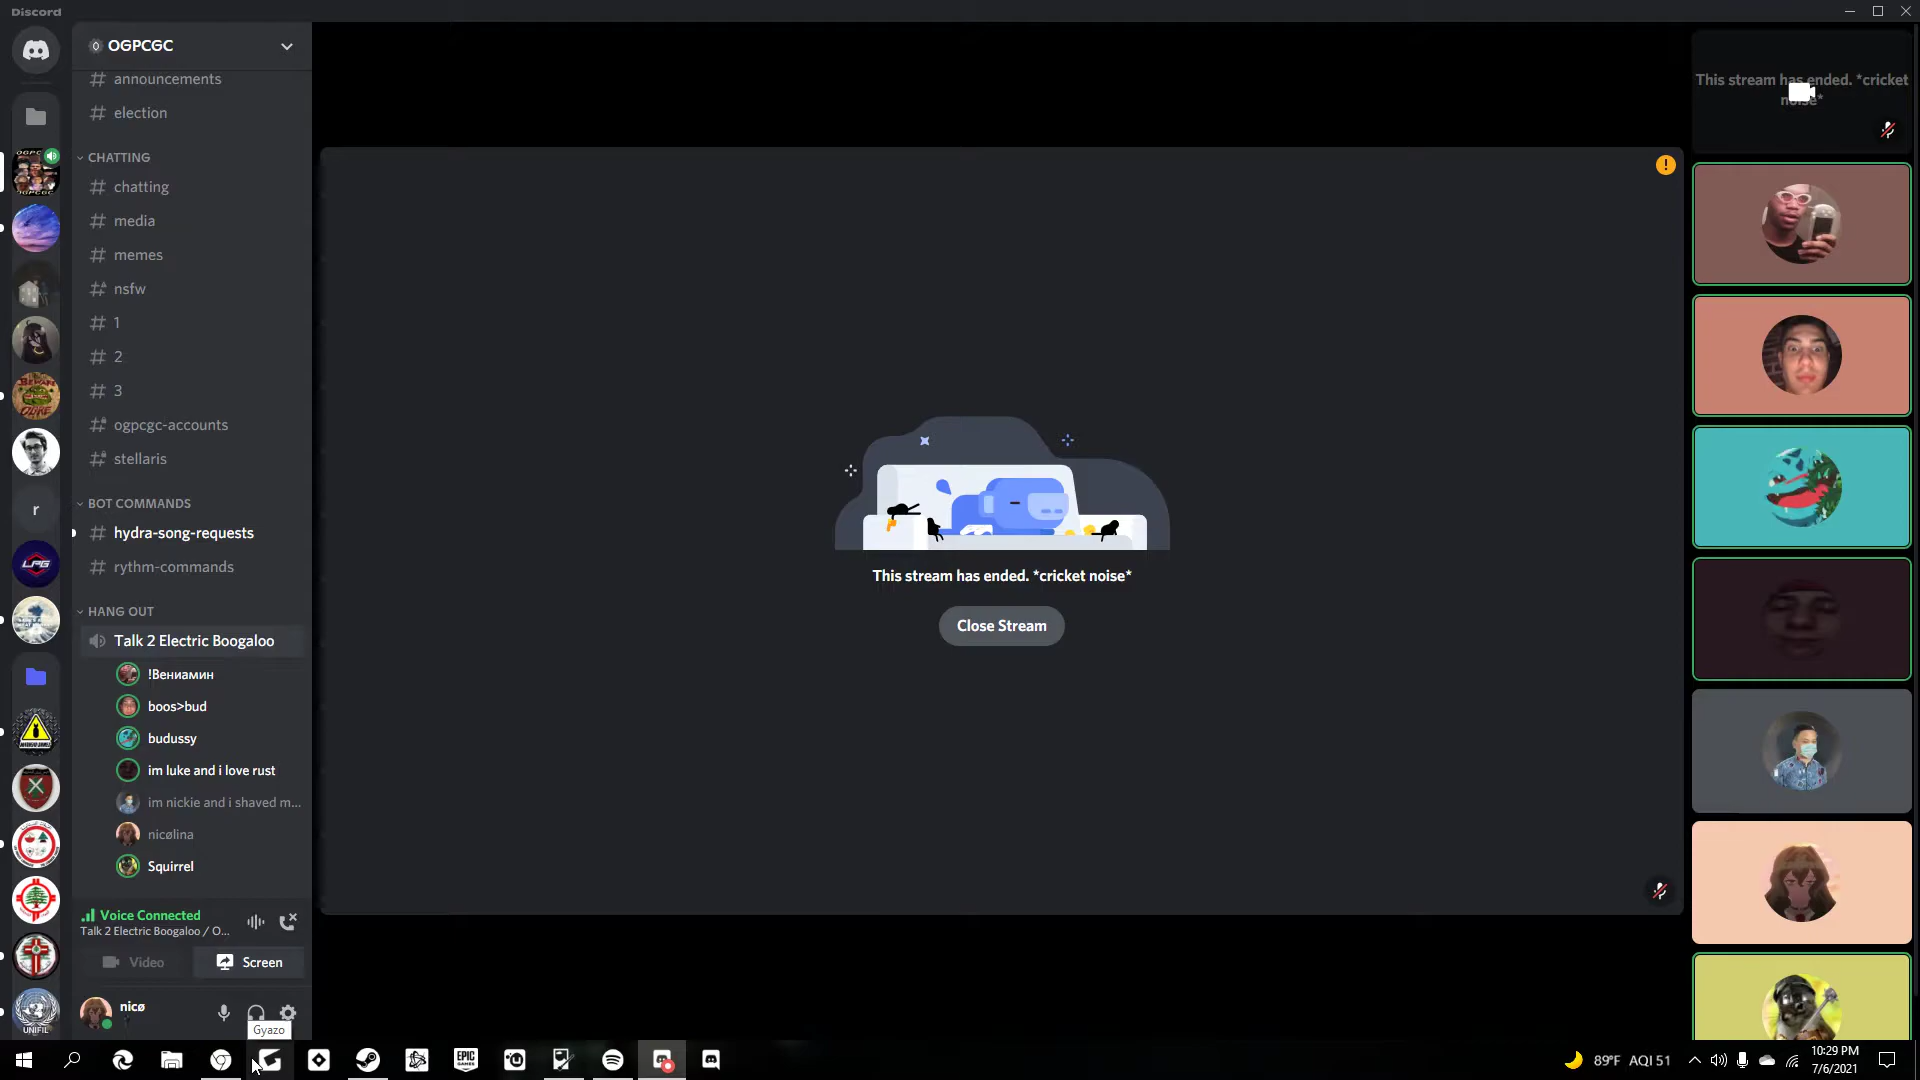 Discord
OGPCGC
announcements
election
CHATTING
chatting
media
memes
nsfw
1
2
3
ogpcgc-accounts
stellaris
BOT COMMANDS
hydra-song-requests
rythm-commands
HANG OUT
Talk 2 Electric Boogaloo
!Вениамин
boos>bud
budussy
im luke and i love rust
im nickie and i shaved m...
nicølina
Squirrel
Voice Connected
Talk 2 Electric Boogaloo / O...
Video
Screen
nicø
Gyazo
r
LPG
UNIFIL
This stream has ended. *cricket noise*
Close Stream
This stream has ended. *cricket
noise*
EPIC
GAMES
89°F AQI 51
10:29 PM
7/6/2021